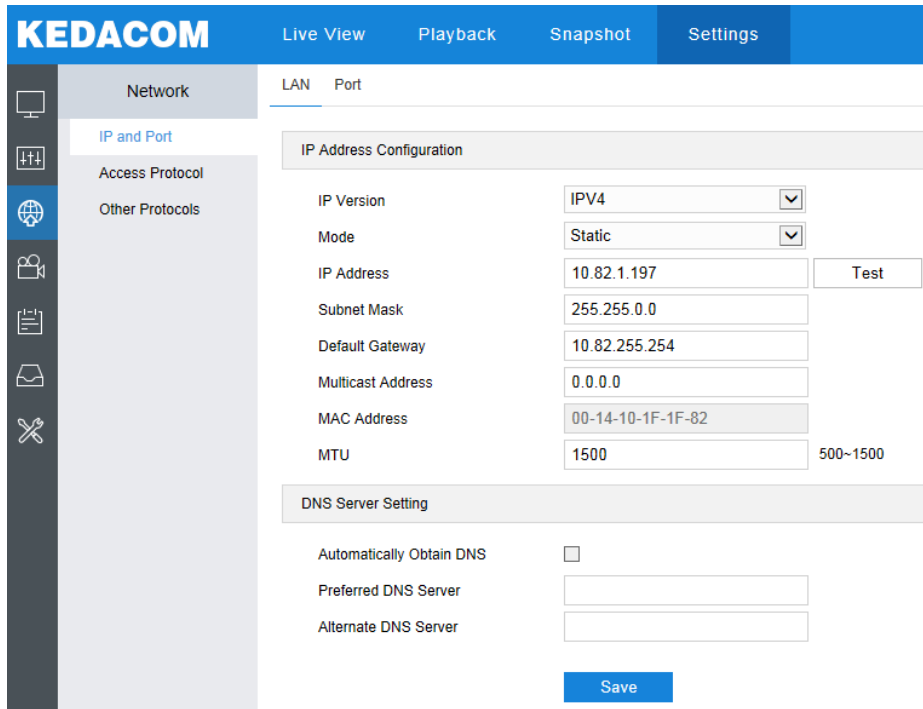 KEDACOM Live View Playback Snapshot Settings
Network
LAN Port
IP and Port
Access Protocol
Other Protocols
IP Address Configuration
IP Version IPV4
Mode Static
IP Address 10.82.1.197 Test
Subnet Mask 255.255.0.0
Default Gateway 10.82.255.254
Multicast Address 0.0.0.0
MAC Address 00-14-10-1F-1F-82
MTU 1500 500~1500
DNS Server Setting
Automatically Obtain DNS
Preferred DNS Server
Alternate DNS Server
Save